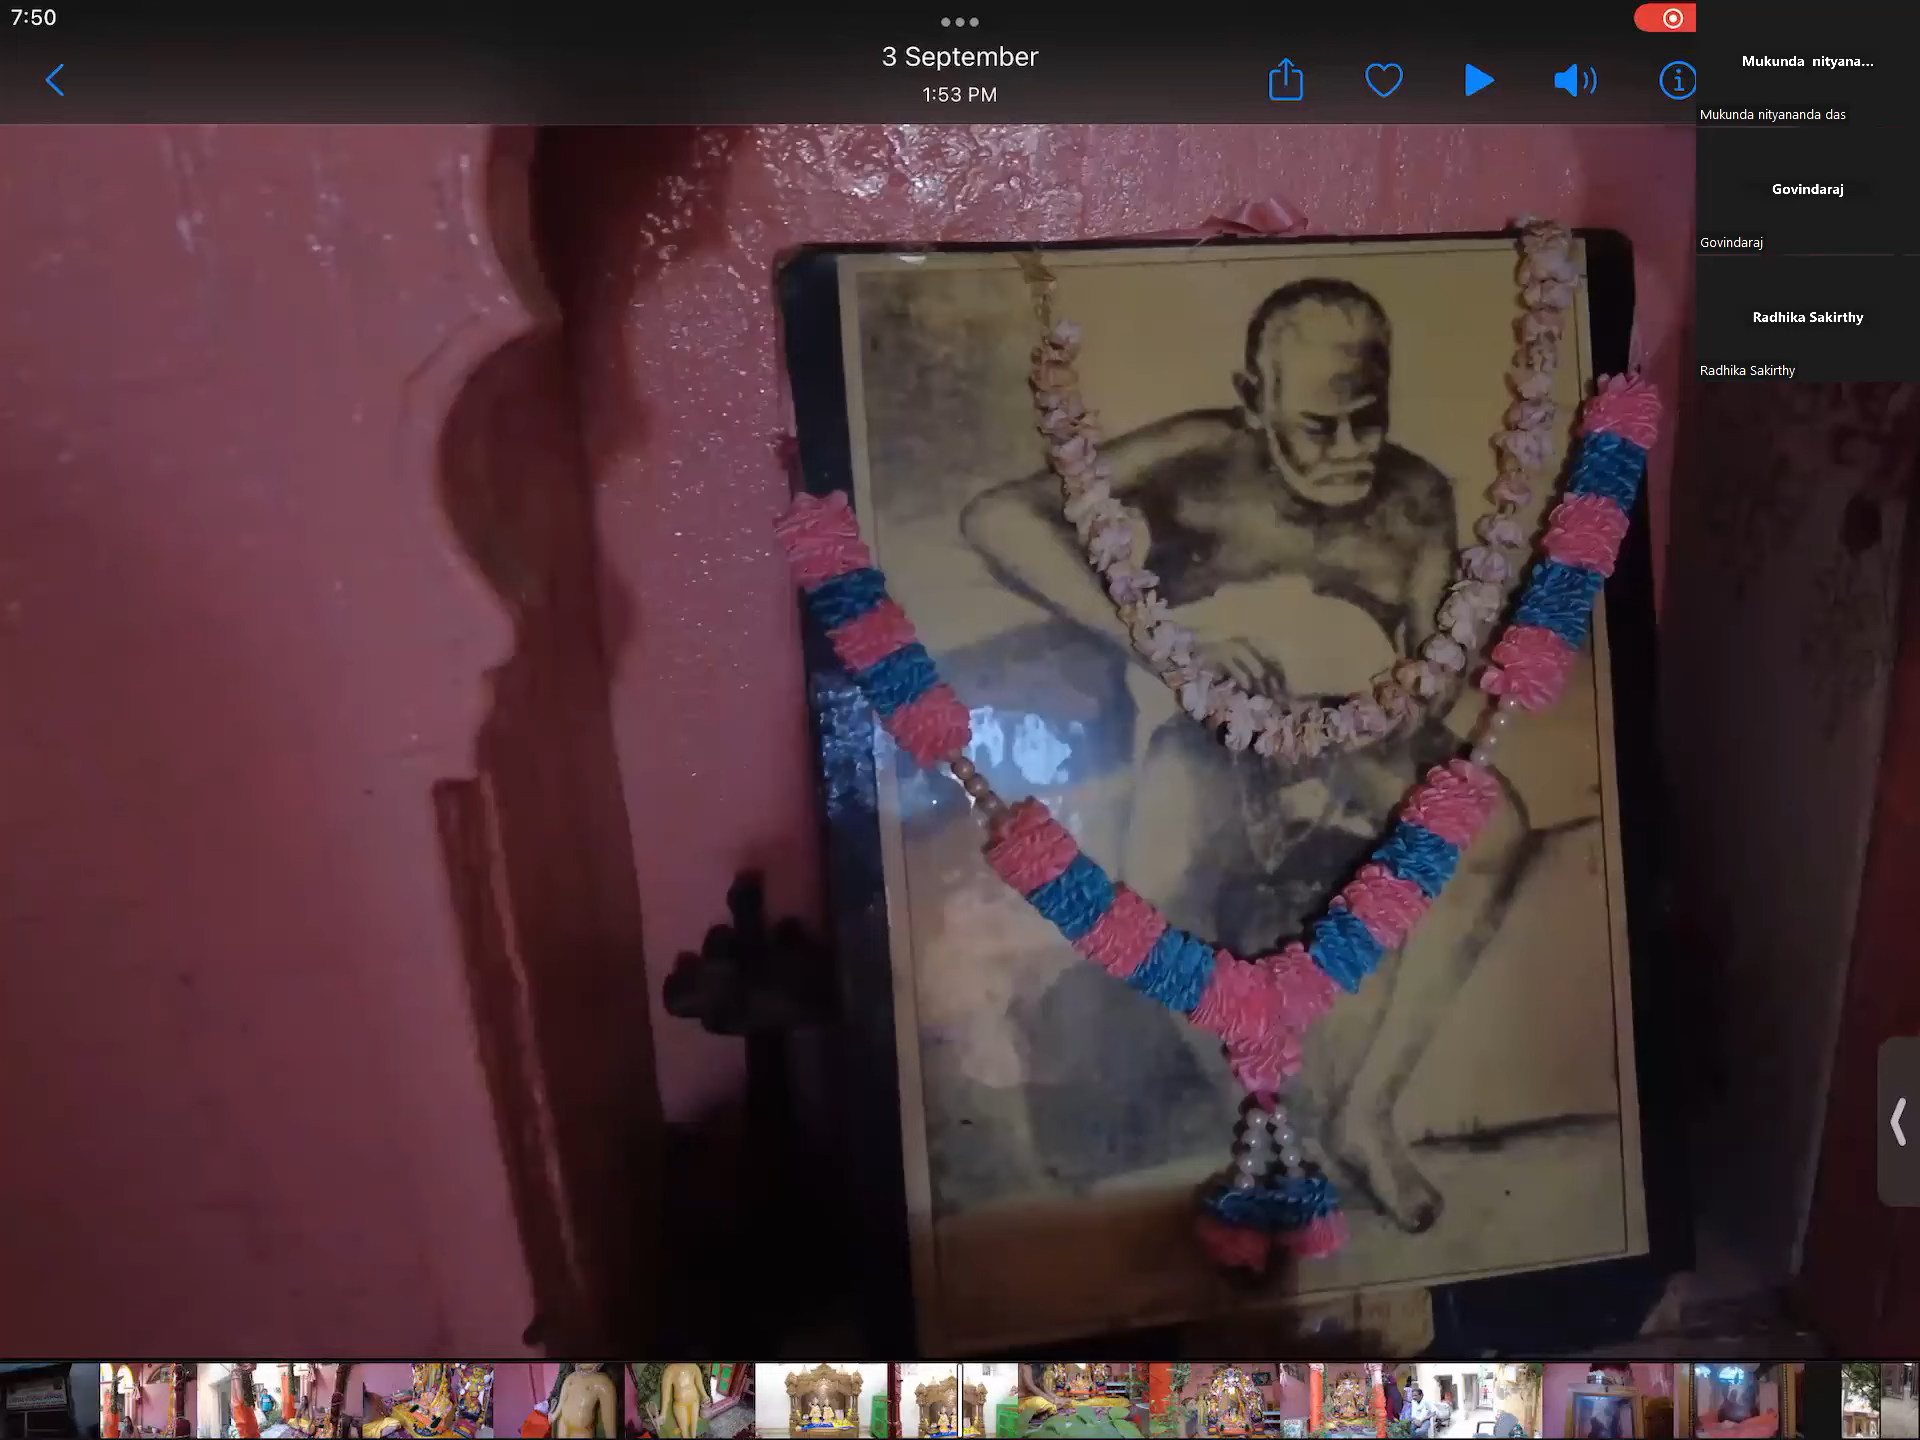 7:50
3 September
1:53 PM
Mukunda nityana...
Mukunda nityananda das
Govindaraj
Govindaraj
Radhika Sakirthy
Radhika Sakirthy